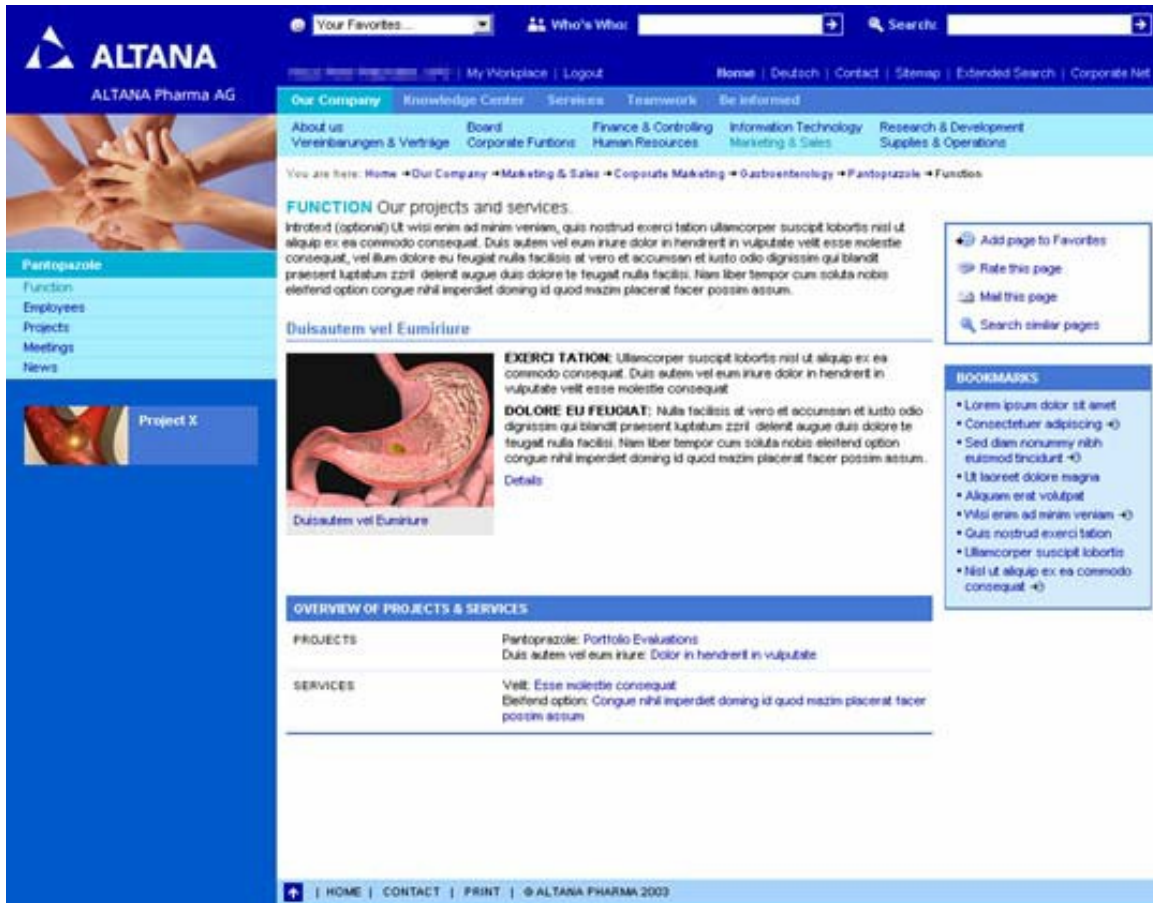 ALTANA
ALTANA Pharma AG
Your Favorites...
Who's Who:
Search:
| My Workplace | Logout
Home | Deutsch | Contact | Sitemap | Extended Search | Corporate Net
Our Company Knowledge Center Services Teamwork Be informed
About us Board Finance & Controlling Information Technology Research & Development
Vereinbarungen & Verträge Corporate Funtions Human Resources Marketing & Sales Supplies & Operations
You are here: Home Our Company Marketing & Sales Corporate Marketing Gastroenterology Pantoprazole Function
Pantopazole
Function
Employees
Projects
Meetings
News
Project X
FUNCTION Our projects and services.
Introtext (optional) Ut wisi enim ad minim veniam, quis nostrud exerci tation ullamcorper suscipit lobortis nisl ut
aliquip ex ea commodo consequat. Duis autem vel eum iriure dolor in hendrerit in vulputate velit esse molestie
consequat, vel illum dolore eu feugiat nulla facilisis at vero et accumsan et iusto odio dignissim qui blandit
praesent luptatum zzril delenit augue duis dolore te feugait nulla facilisi. Nam liber tempor cum soluta nobis
eleifend option congue nihil imperdiet doming id quod mazim placerat facer possim assum.
Duisautem vel Eumiriure
EXERCI TATION: Ullamcorper suscipit lobortis nisl ut aliquip ex ea
commodo consequat. Duis autem vel eum iriure dolor in hendrerit in
vulputate velit esse molestie consequat
DOLORE EU FEUGIAT: Nulla facilisis at vero et accumsan et iusto odio
dignissim qui blandit praesent luptatum zzril delenit augue duis dolore te
feugait nulla facilisi. Nam liber tempor cum soluta nobis eleifend option
congue nihil imperdiet doming id quod mazim placerat facer possim assum.
Details
Duisautem vel Eumiriure
OVERVIEW OF PROJECTS & SERVICES
PROJECTS Pantoprazole: Portfolio Evaluations
Duis autem vel eum iriure: Dolor in hendrerit in vulputate
SERVICES Velit: Esse molestie consequat
Eleifend option: Congue nihil imperdiet doming id quod mazim placerat facer
possim assum
Add page to Favorites
Rate this page
Mail this page
Search similar pages
BOOKMARKS
• Lorem ipsum dolor sit amet
• Consectetuer adipiscing
• Sed diam nonummy nibh
euismod tincidunt
• Ut laoreet dolore magna
• Aliquam erat volutpat
• Wisi enim ad minim veniam
• Quis nostrud exerci tation
• Ullamcorper suscipit lobortis
• Nisl ut aliquip ex ea commodo
consequat
| HOME | CONTACT | PRINT | © ALTANA PHARMA 2003